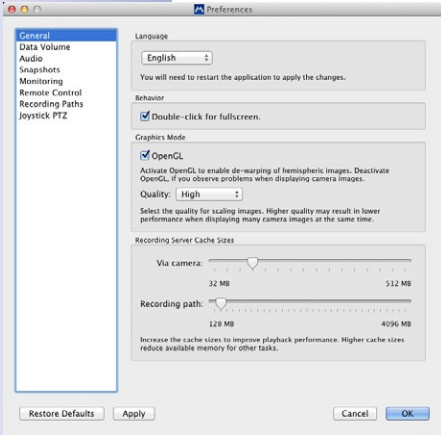 Preferences
General
Data Volume
Audio
Snapshots
Monitoring
Remote Control
Recording Paths
Joystick PTZ
Language
English
You will need to restart the application to apply the changes.
Behavior
Double-click for fullscreen.
Graphics Mode
OpenGL
Activate OpenGL to enable de-warping of hemispheric images. Deactivate
OpenGL, if you observe problems when displaying camera images.
Quality: High
Select the quality for scaling images. Higher quality may result in lower
performance when displaying many camera images at the same time.
Recording Server Cache Sizes
Via camera:
32 MB 512 MB
Recording path:
128 MB 4096 MB
Increase the cache sizes to improve playback performance. Higher cache sizes
reduce available memory for other tasks.
Restore Defaults Apply Cancel OK